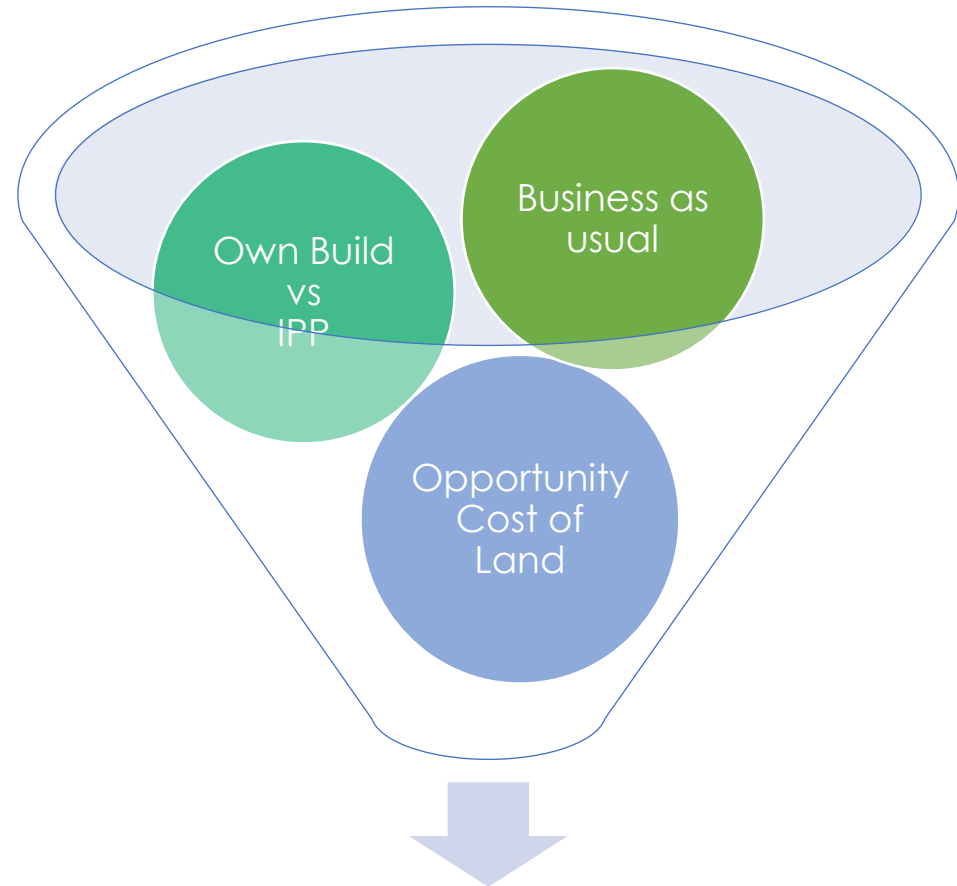 Own Build
vs
IPP
Business as
usual
Opportunity
Cost of
Land